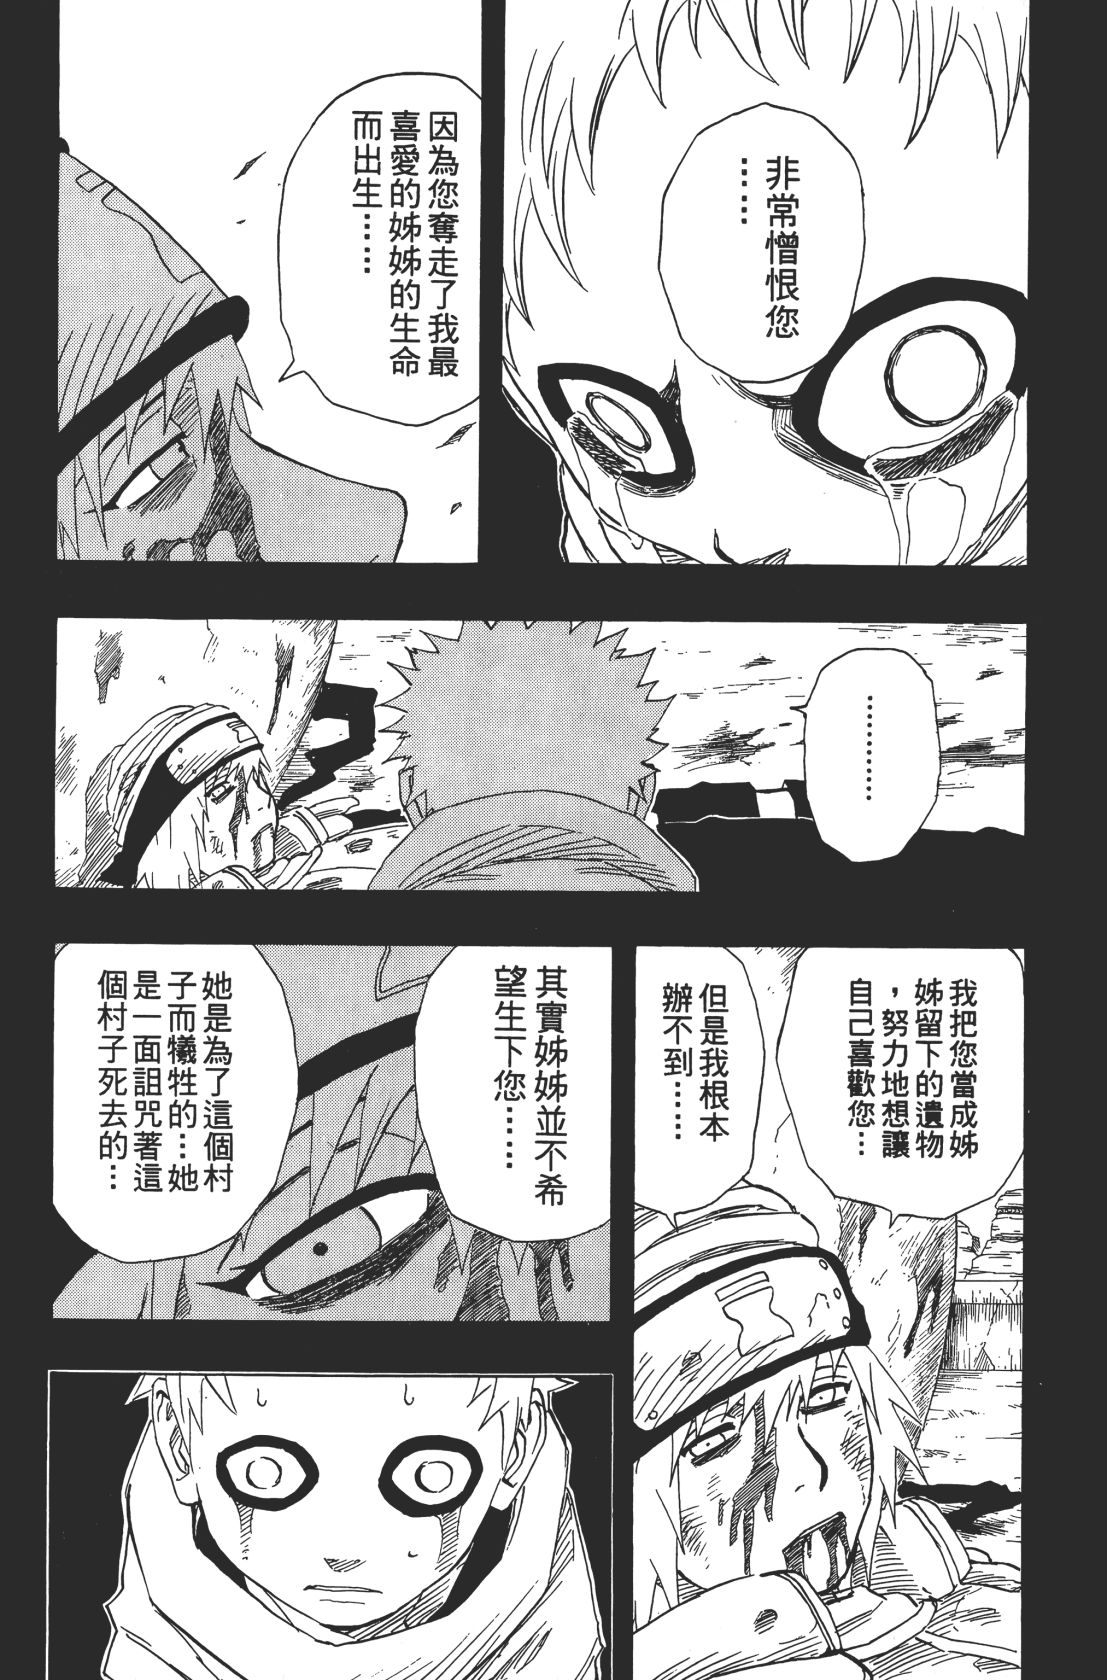 非常憎恨您
……
因為您奪走了我最
喜愛的姊姊的生命
而出生……
………
我把您當成姊
姊留下的遺物
，努力地想讓
自己喜歡您…
但是我根本
辦不到……
其實姊姊並不希
望生下您……
她是為了這個村
子而犧牲的…她
是一面詛咒著這
個村子死去的…